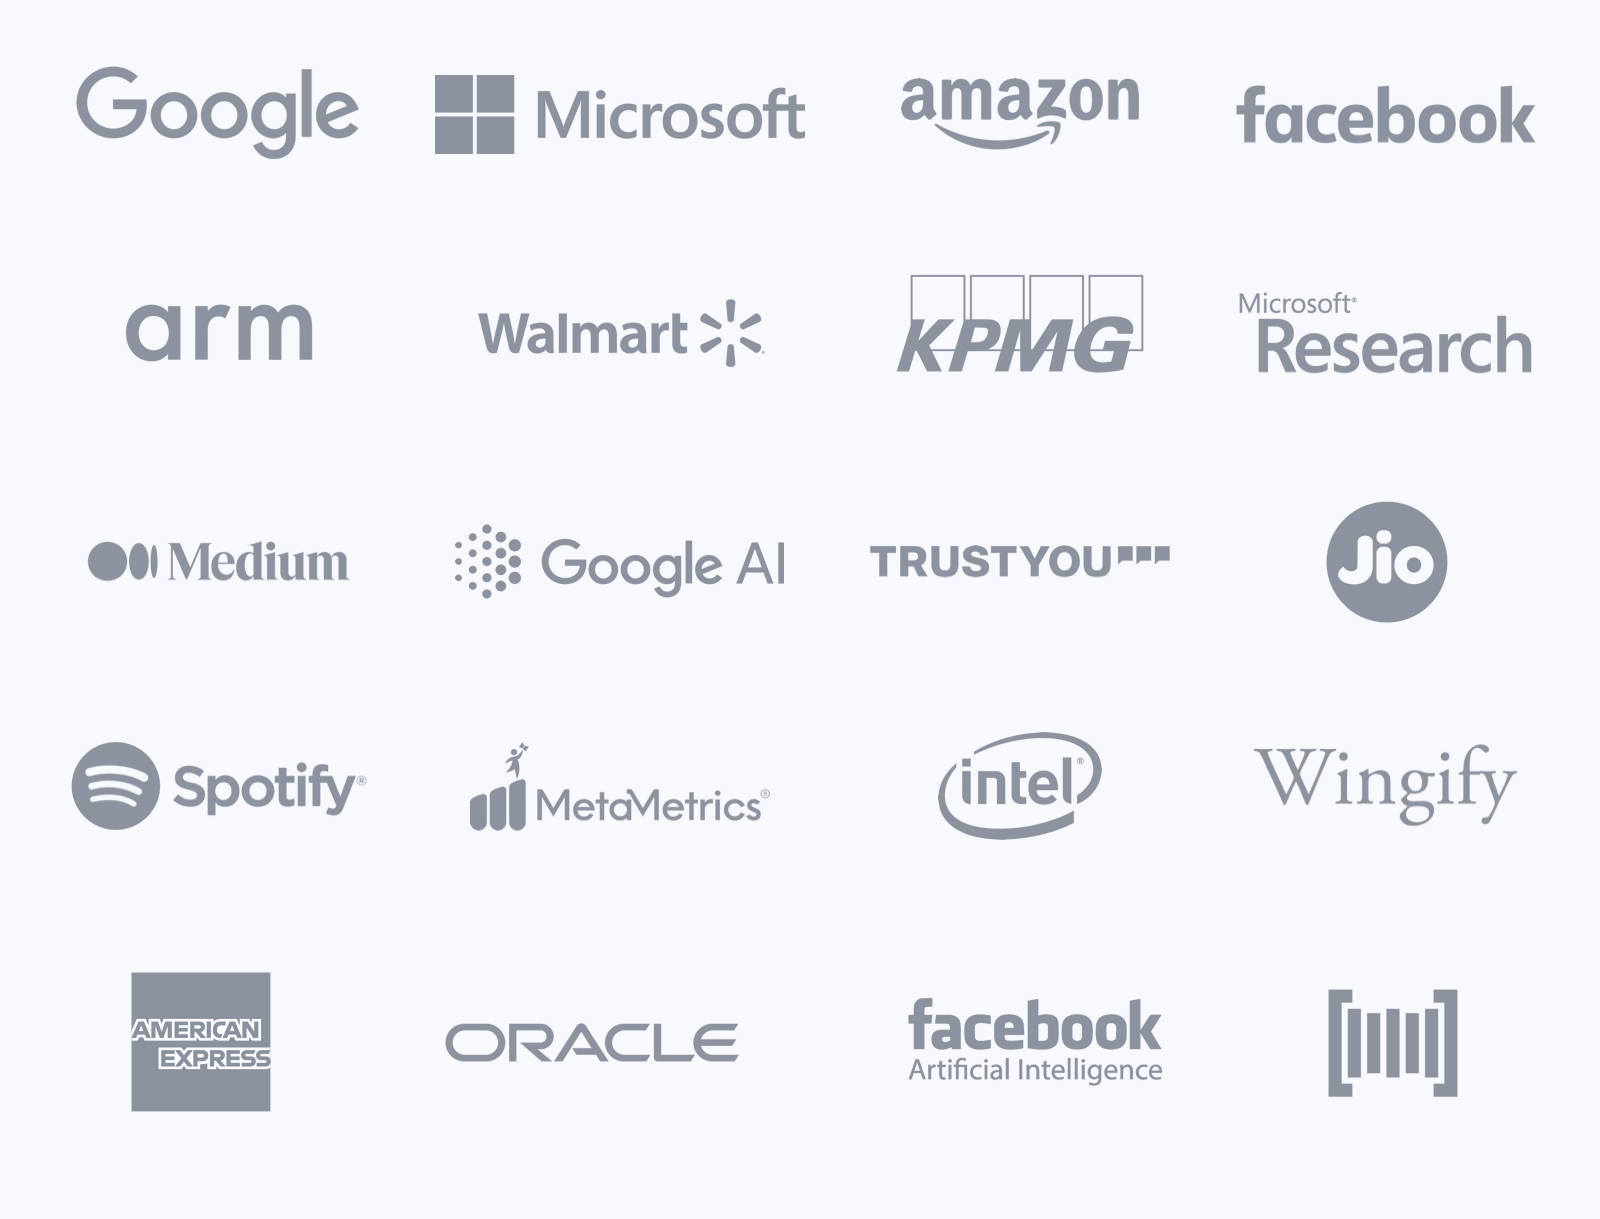 Google
Microsoft
amazon
facebook
arm
Walmart
KPMG
Microsoft®
Research
Medium
Google AI
TRUSTYOU
Jio
Spotify®
MetaMetrics®
intel®
Wingify
AMERICAN
EXPRESS
ORACLE
facebook
Artificial Intelligence